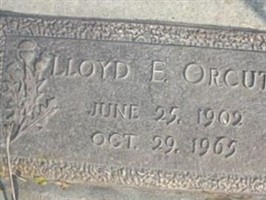 LLOYD E. ORCUT
JUNE 25, 1902
OCT. 29, 1965